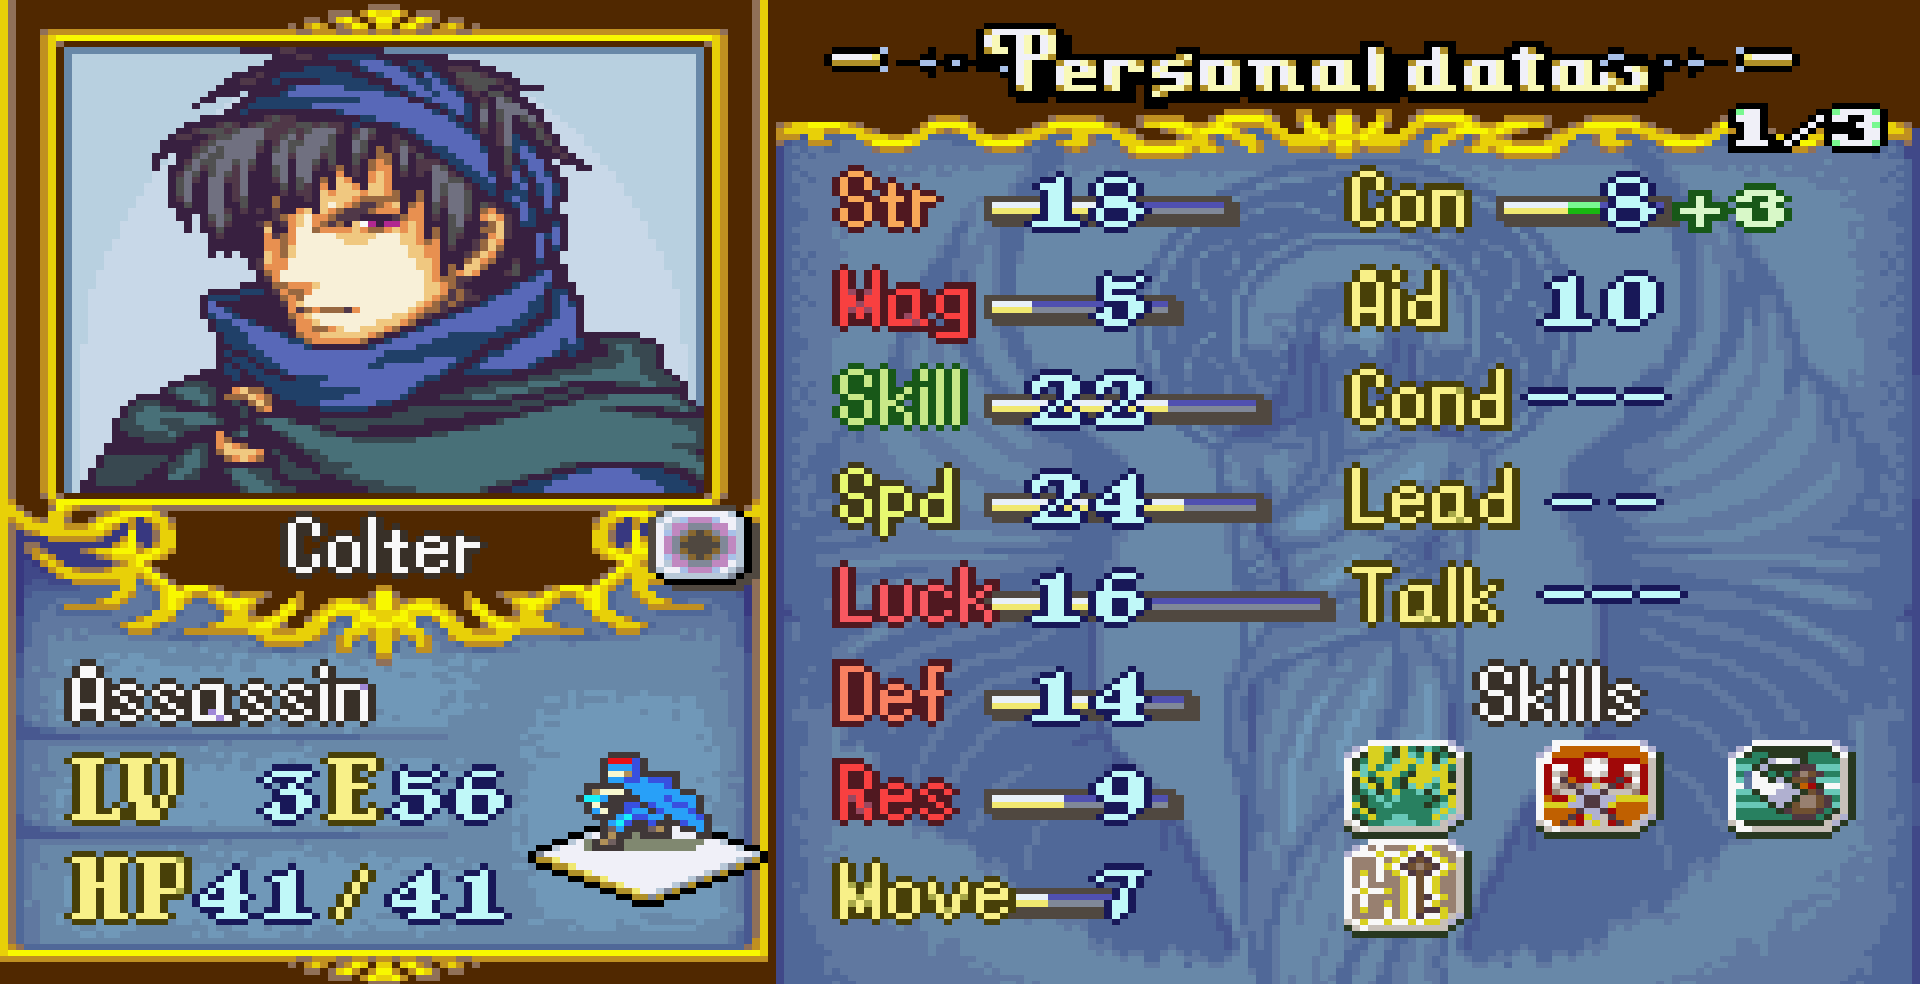 Personal datas
1/3
Colter
Assassin
LV 3 E 56
HP 41/41
Str 18
Mag 5
Skill 22
Spd 24
Luck 16
Def 14
Res 9
Move 7
Con 8 +3
Aid 10
Cond ---
Lead --
Talk ---
Skills